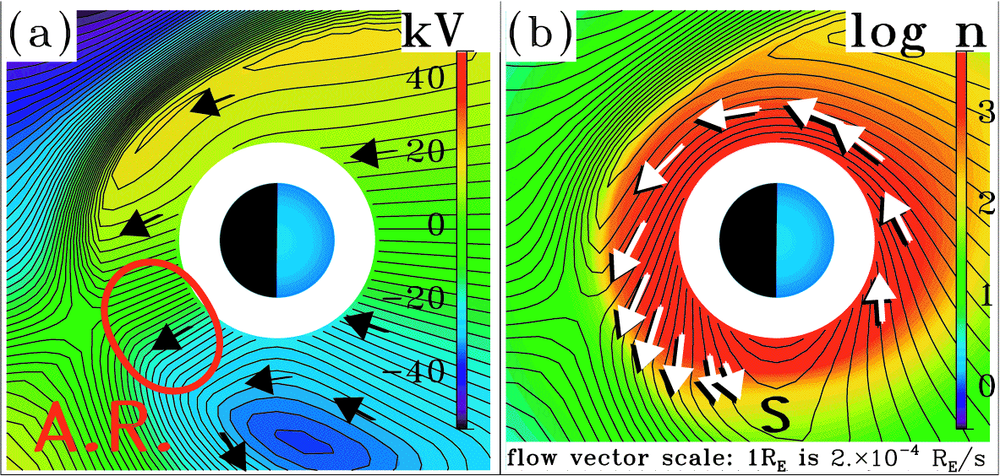 (a)
kV
40
20
0
−20
−40
A.R.
(b)
log n
3
2
1
0
S
flow vector scale: 1R_E is 2.×10⁻⁴ R_E/s